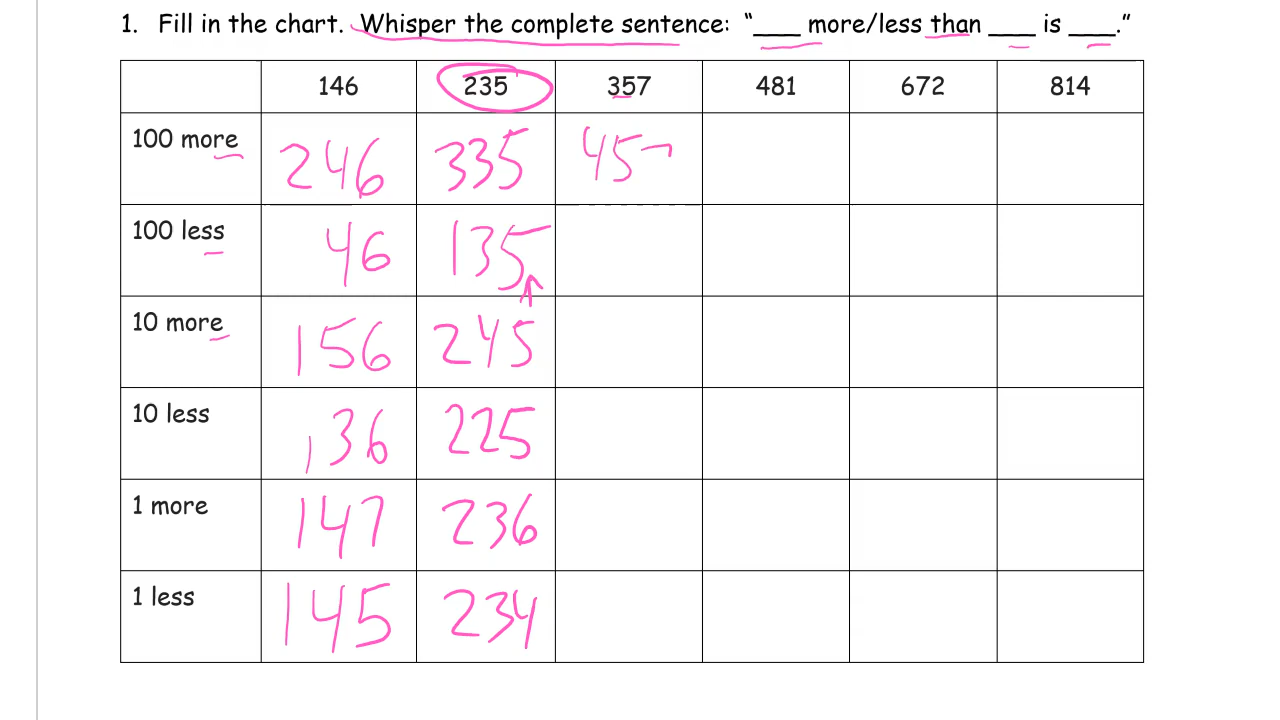 1. Fill in the chart. Whisper the complete sentence: “___ more/less than ___ is ___.”
146 235 357 481 672 814
100 more 246 335 457
100 less 46 135
10 more 156 245
10 less 136 225
1 more 147 236
1 less 145 234